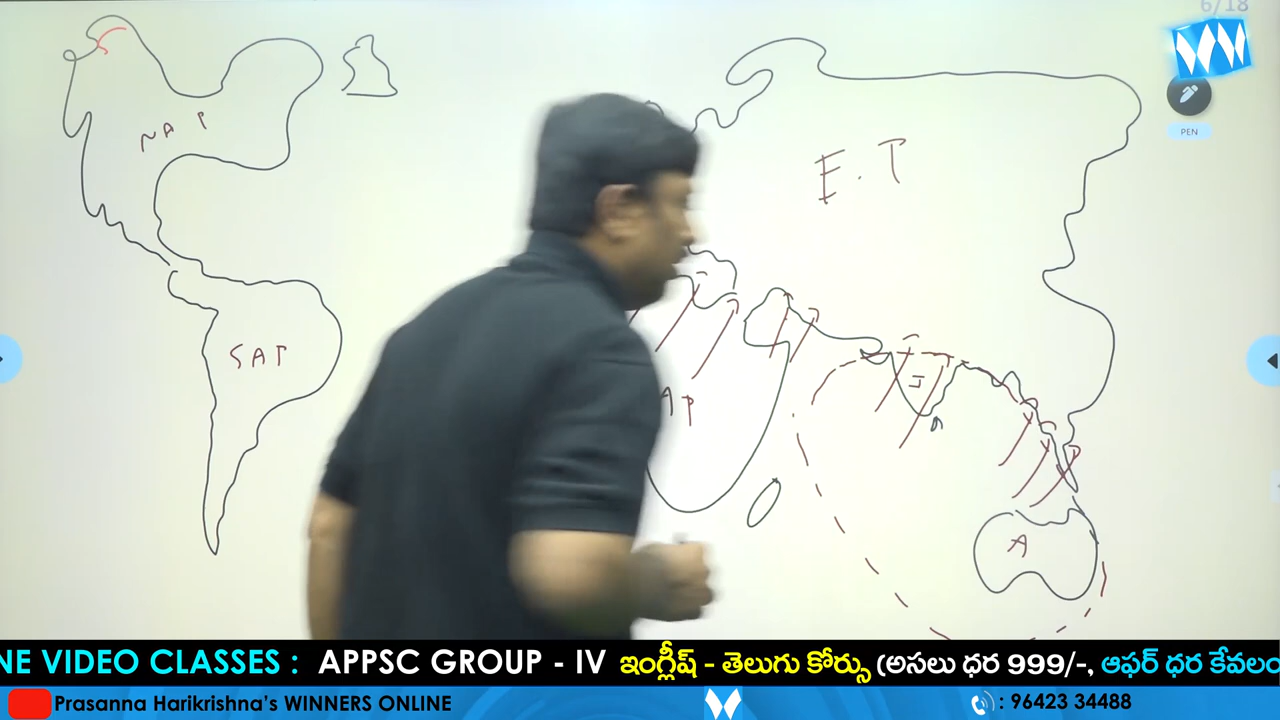 6/18
PEN
N A P
E. T
S A P
A P
I
A
NE VIDEO CLASSES : APPSC GROUP - IV ఇంగ్లీష్ - తెలుగు కోర్సు (అసలు ధర 999/-, ఆఫర్ ధర కేవలం
Prasanna Harikrishna's WINNERS ONLINE
: 96423 34488